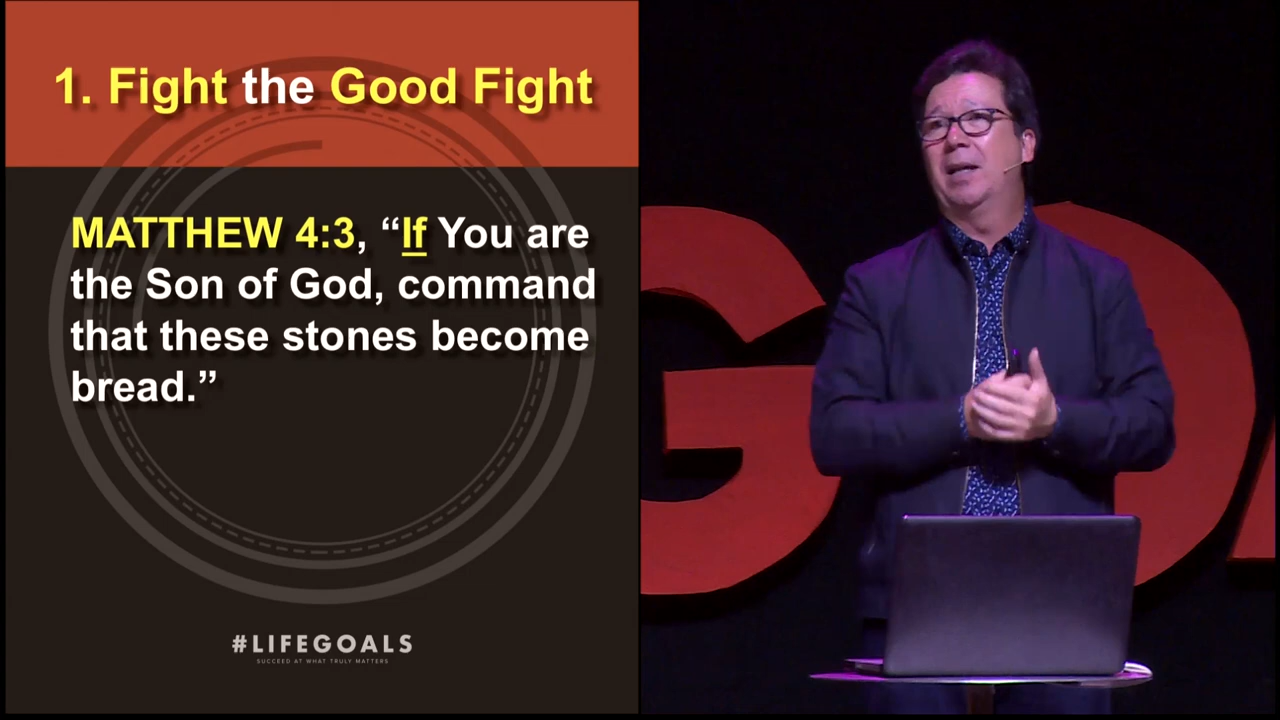 1. Fight the Good Fight
MATTHEW 4:3, “If You are
the Son of God, command
that these stones become
bread.”
#LIFEGOALS
SUCCEED AT WHAT TRULY MATTERS
GO